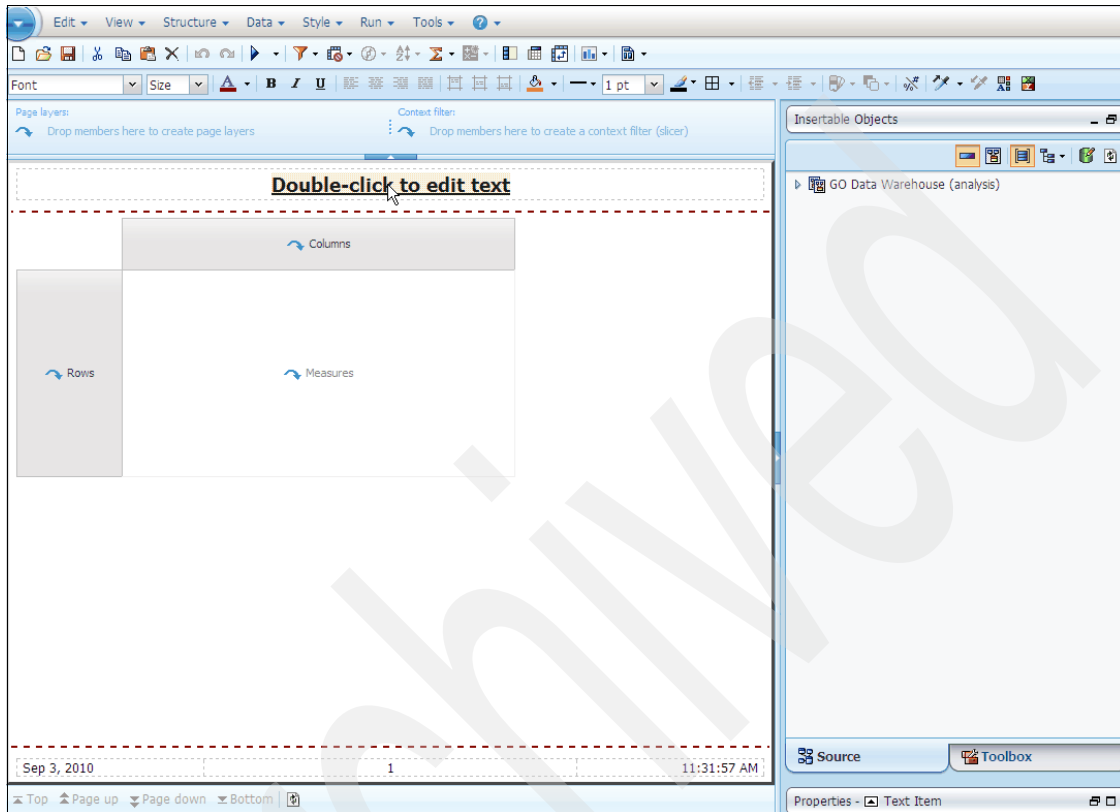 Edit View Structure Data Style Run Tools
Font Size A B I U 1 pt
Page layers: Context filter:
Drop members here to create page layers Drop members here to create a context filter (slicer)
Insertable Objects
Double-click to edit text
GO Data Warehouse (analysis)
Columns
Rows Measures
Sep 3, 2010 1 11:31:57 AM
Source Toolbox
Top Page up Page down Bottom
Properties - Text Item
Archived